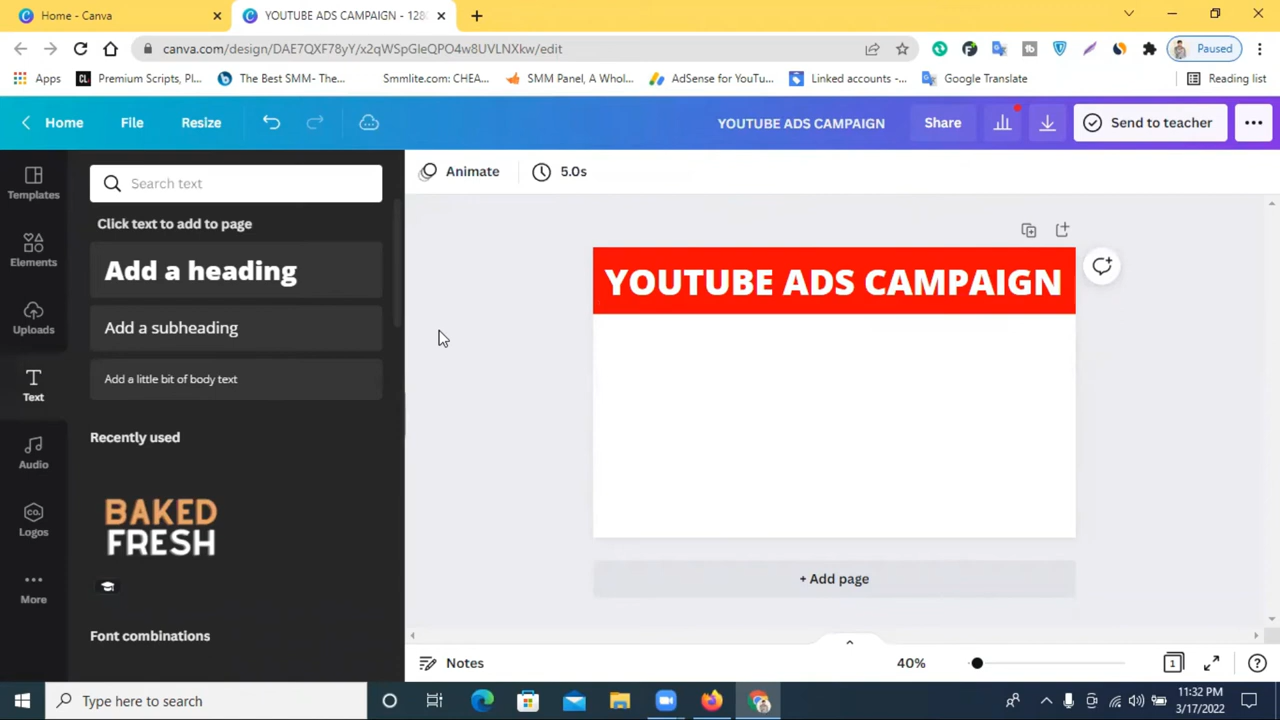 Home - Canva
YOUTUBE ADS CAMPAIGN - 128
canva.com/design/DAE7QXF78yY/x2qWSpGleQPO4w8UVLNXkw/edit
Paused
Apps
Premium Scripts, Pl...
The Best SMM- The...
Smmlite.com: CHEA...
SMM Panel, A Whol...
AdSense for YouTu...
Linked accounts -...
Google Translate
Reading list
Home
File
Resize
YOUTUBE ADS CAMPAIGN
Share
Send to teacher
Templates
Elements
Uploads
Text
Audio
Logos
More
Search text
Click text to add to page
Add a heading
Add a subheading
Add a little bit of body text
Recently used
BAKED
FRESH
Font combinations
Animate
5.0s
YOUTUBE ADS CAMPAIGN
+ Add page
Notes
40%
1
Type here to search
11:32 PM
3/17/2022